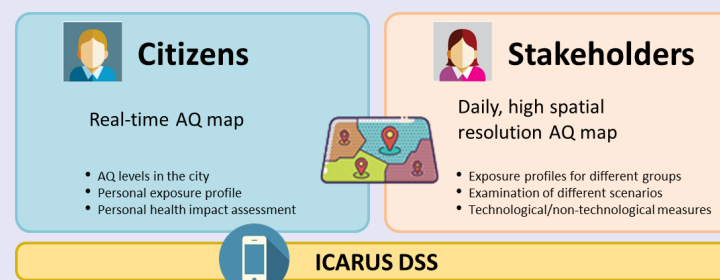 Citizens
Real-time AQ map
• AQ levels in the city
• Personal exposure profile
• Personal health impact assessment
Stakeholders
Daily, high spatial
resolution AQ map
• Exposure profiles for different groups
• Examination of different scenarios
• Technological/non-technological measures
ICARUS DSS